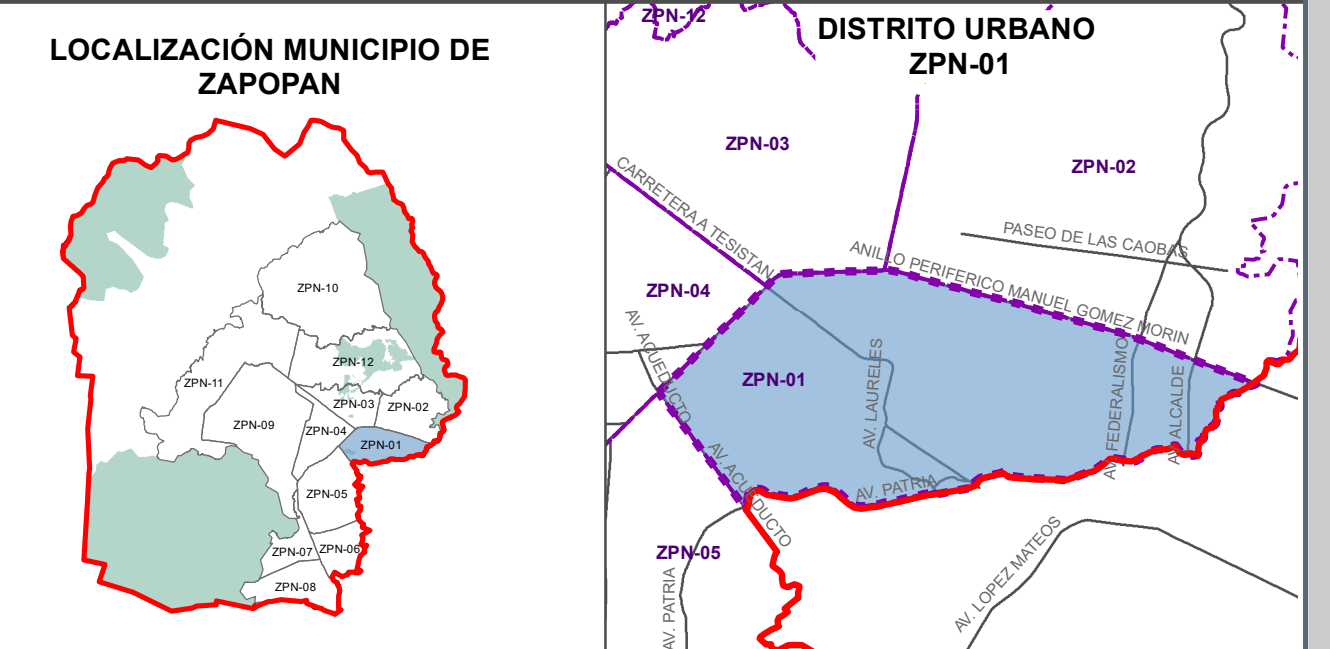 LOCALIZACIÓN MUNICIPIO DE
ZAPOPAN
ZPN-10
ZPN-12
ZPN-11
ZPN-03
ZPN-02
ZPN-09
ZPN-04
ZPN-01
ZPN-05
ZPN-07
ZPN-06
ZPN-08
ZPN-12
DISTRITO URBANO
ZPN-01
ZPN-03
ZPN-02
CARRETERA A TESISTAN
PASEO DE LAS CAOBAS
ANILLO PERIFERICO MANUEL GOMEZ MORIN
ZPN-04
AV. ACUEDUCTO
ZPN-01
AV. LAURELES
AV. FEDERALISMO
AV. ALCALDE
AV. ACUEDUCTO
AV. PATRIA
ZPN-05
AV. PATRIA
AV. LOPEZ MATEOS